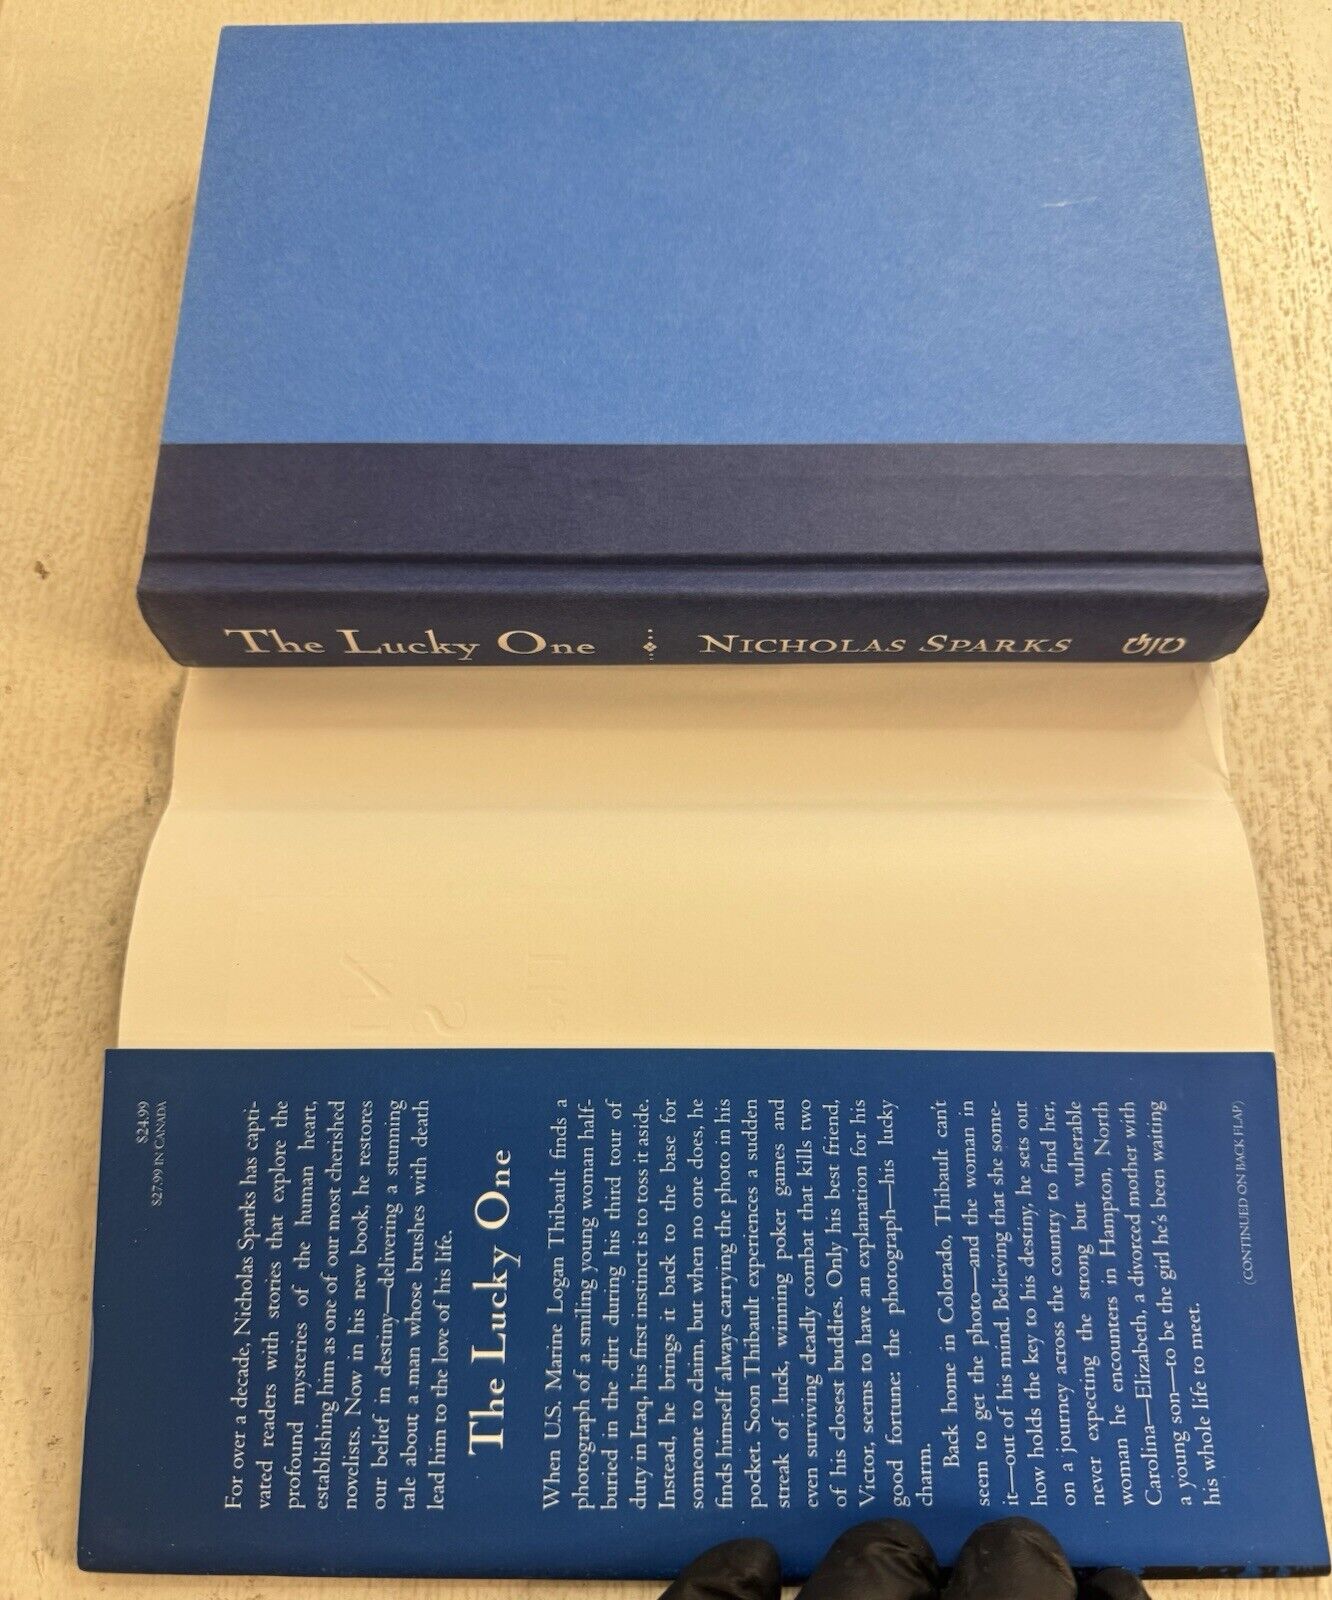 The Lucky One NICHOLAS SPARKS
$24.99
$27.99 IN CANADA
For over a decade, Nicholas Sparks has capti-
vated readers with stories that explore the
profound mysteries of the human heart,
establishing him as one of our most cherished
novelists. Now in his new book, he restores
our belief in destiny—delivering a stunning
tale about a man whose brushes with death
lead him to the love of his life.
The Lucky One
When U.S. Marine Logan Thibault finds a
photograph of a smiling young woman half-
buried in the dirt during his third tour of
duty in Iraq, his first instinct is to toss it aside.
Instead, he brings it back to the base for
someone to claim, but when no one does, he
finds himself always carrying the photo in his
pocket. Soon Thibault experiences a sudden
streak of luck, winning poker games and
even surviving deadly combat that kills two
of his closest buddies. Only his best friend,
Victor, seems to have an explanation for his
good fortune: the photograph—his lucky
charm.
Back home in Colorado, Thibault can't
seem to get the photo—and the woman in
it—out of his mind. Believing that she some-
how holds the key to his destiny, he sets out
on a journey across the country to find her,
never expecting the strong but vulnerable
woman he encounters in Hampton, North
Carolina—Elizabeth, a divorced mother with
a young son—to be the girl he's been waiting
his whole life to meet.
(CONTINUED ON BACK FLAP)